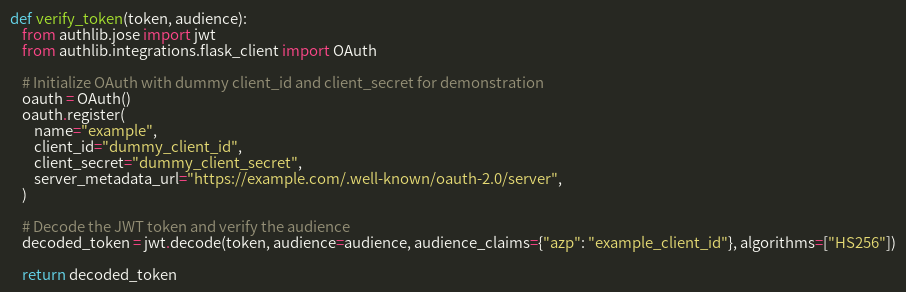 def verify_token(token, audience):
from authlib.jose import jwt
from authlib.integrations.flask_client import OAuth
# Initialize OAuth with dummy client_id and client_secret for demonstration
oauth = OAuth()
oauth.register(
name="example",
client_id="dummy_client_id",
client_secret="dummy_client_secret",
server_metadata_url="https://example.com/.well-known/oauth-2.0/server",
)
# Decode the JWT token and verify the audience
decoded_token = jwt.decode(token, audience=audience, audience_claims={"azp": "example_client_id"}, algorithms=["HS256"])
return decoded_token